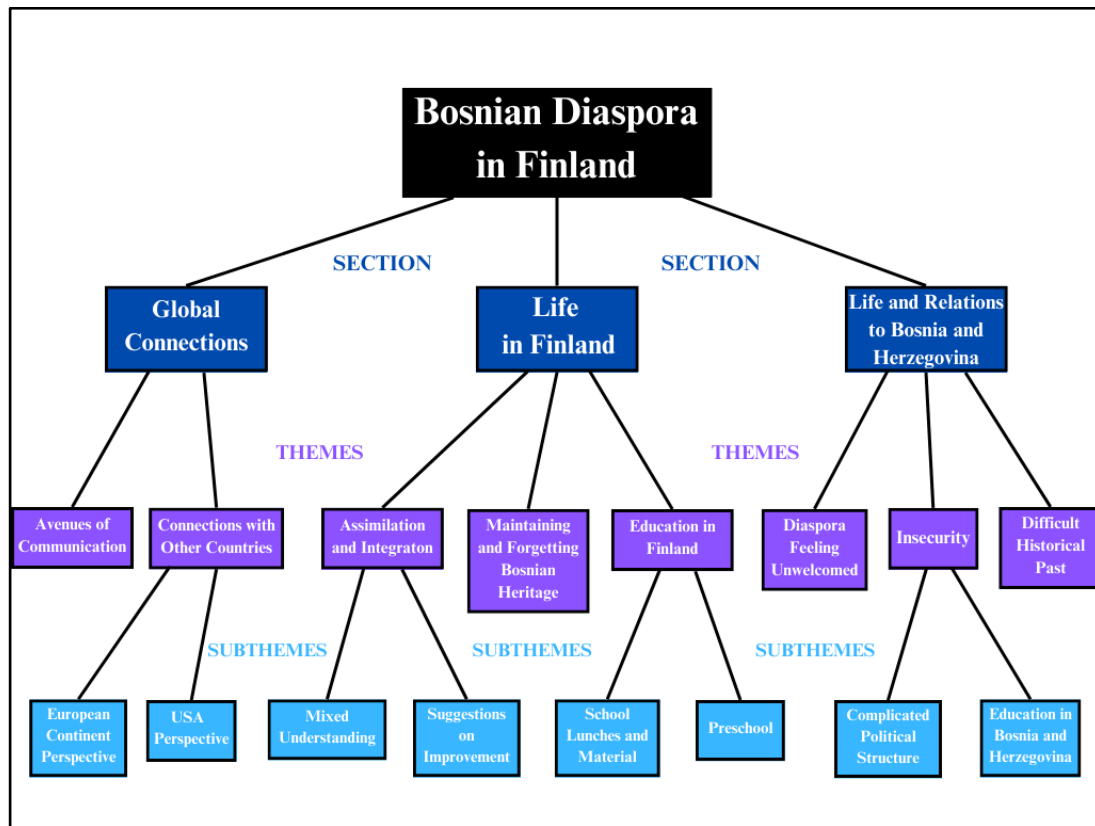 Bosnian Diaspora
in Finland
SECTION
SECTION
Global
Connections
Life
in Finland
Life and Relations
to Bosnia and
Herzegovina
THEMES
THEMES
Avenues of
Communication
Connections with
Other Countries
Assimilation
and Integraton
Maintaining
and Forgetting
Bosnian
Heritage
Education in
Finland
Diaspora
Feeling
Unwelcomed
Insecurity
Difficult
Historical
Past
SUBTHEMES
SUBTHEMES
SUBTHEMES
European
Continent
Perspective
USA
Perspective
Mixed
Understanding
Suggestions
on
Improvement
School
Lunches and
Material
Preschool
Complicated
Political
Structure
Education in
Bosnia and
Herzegovina